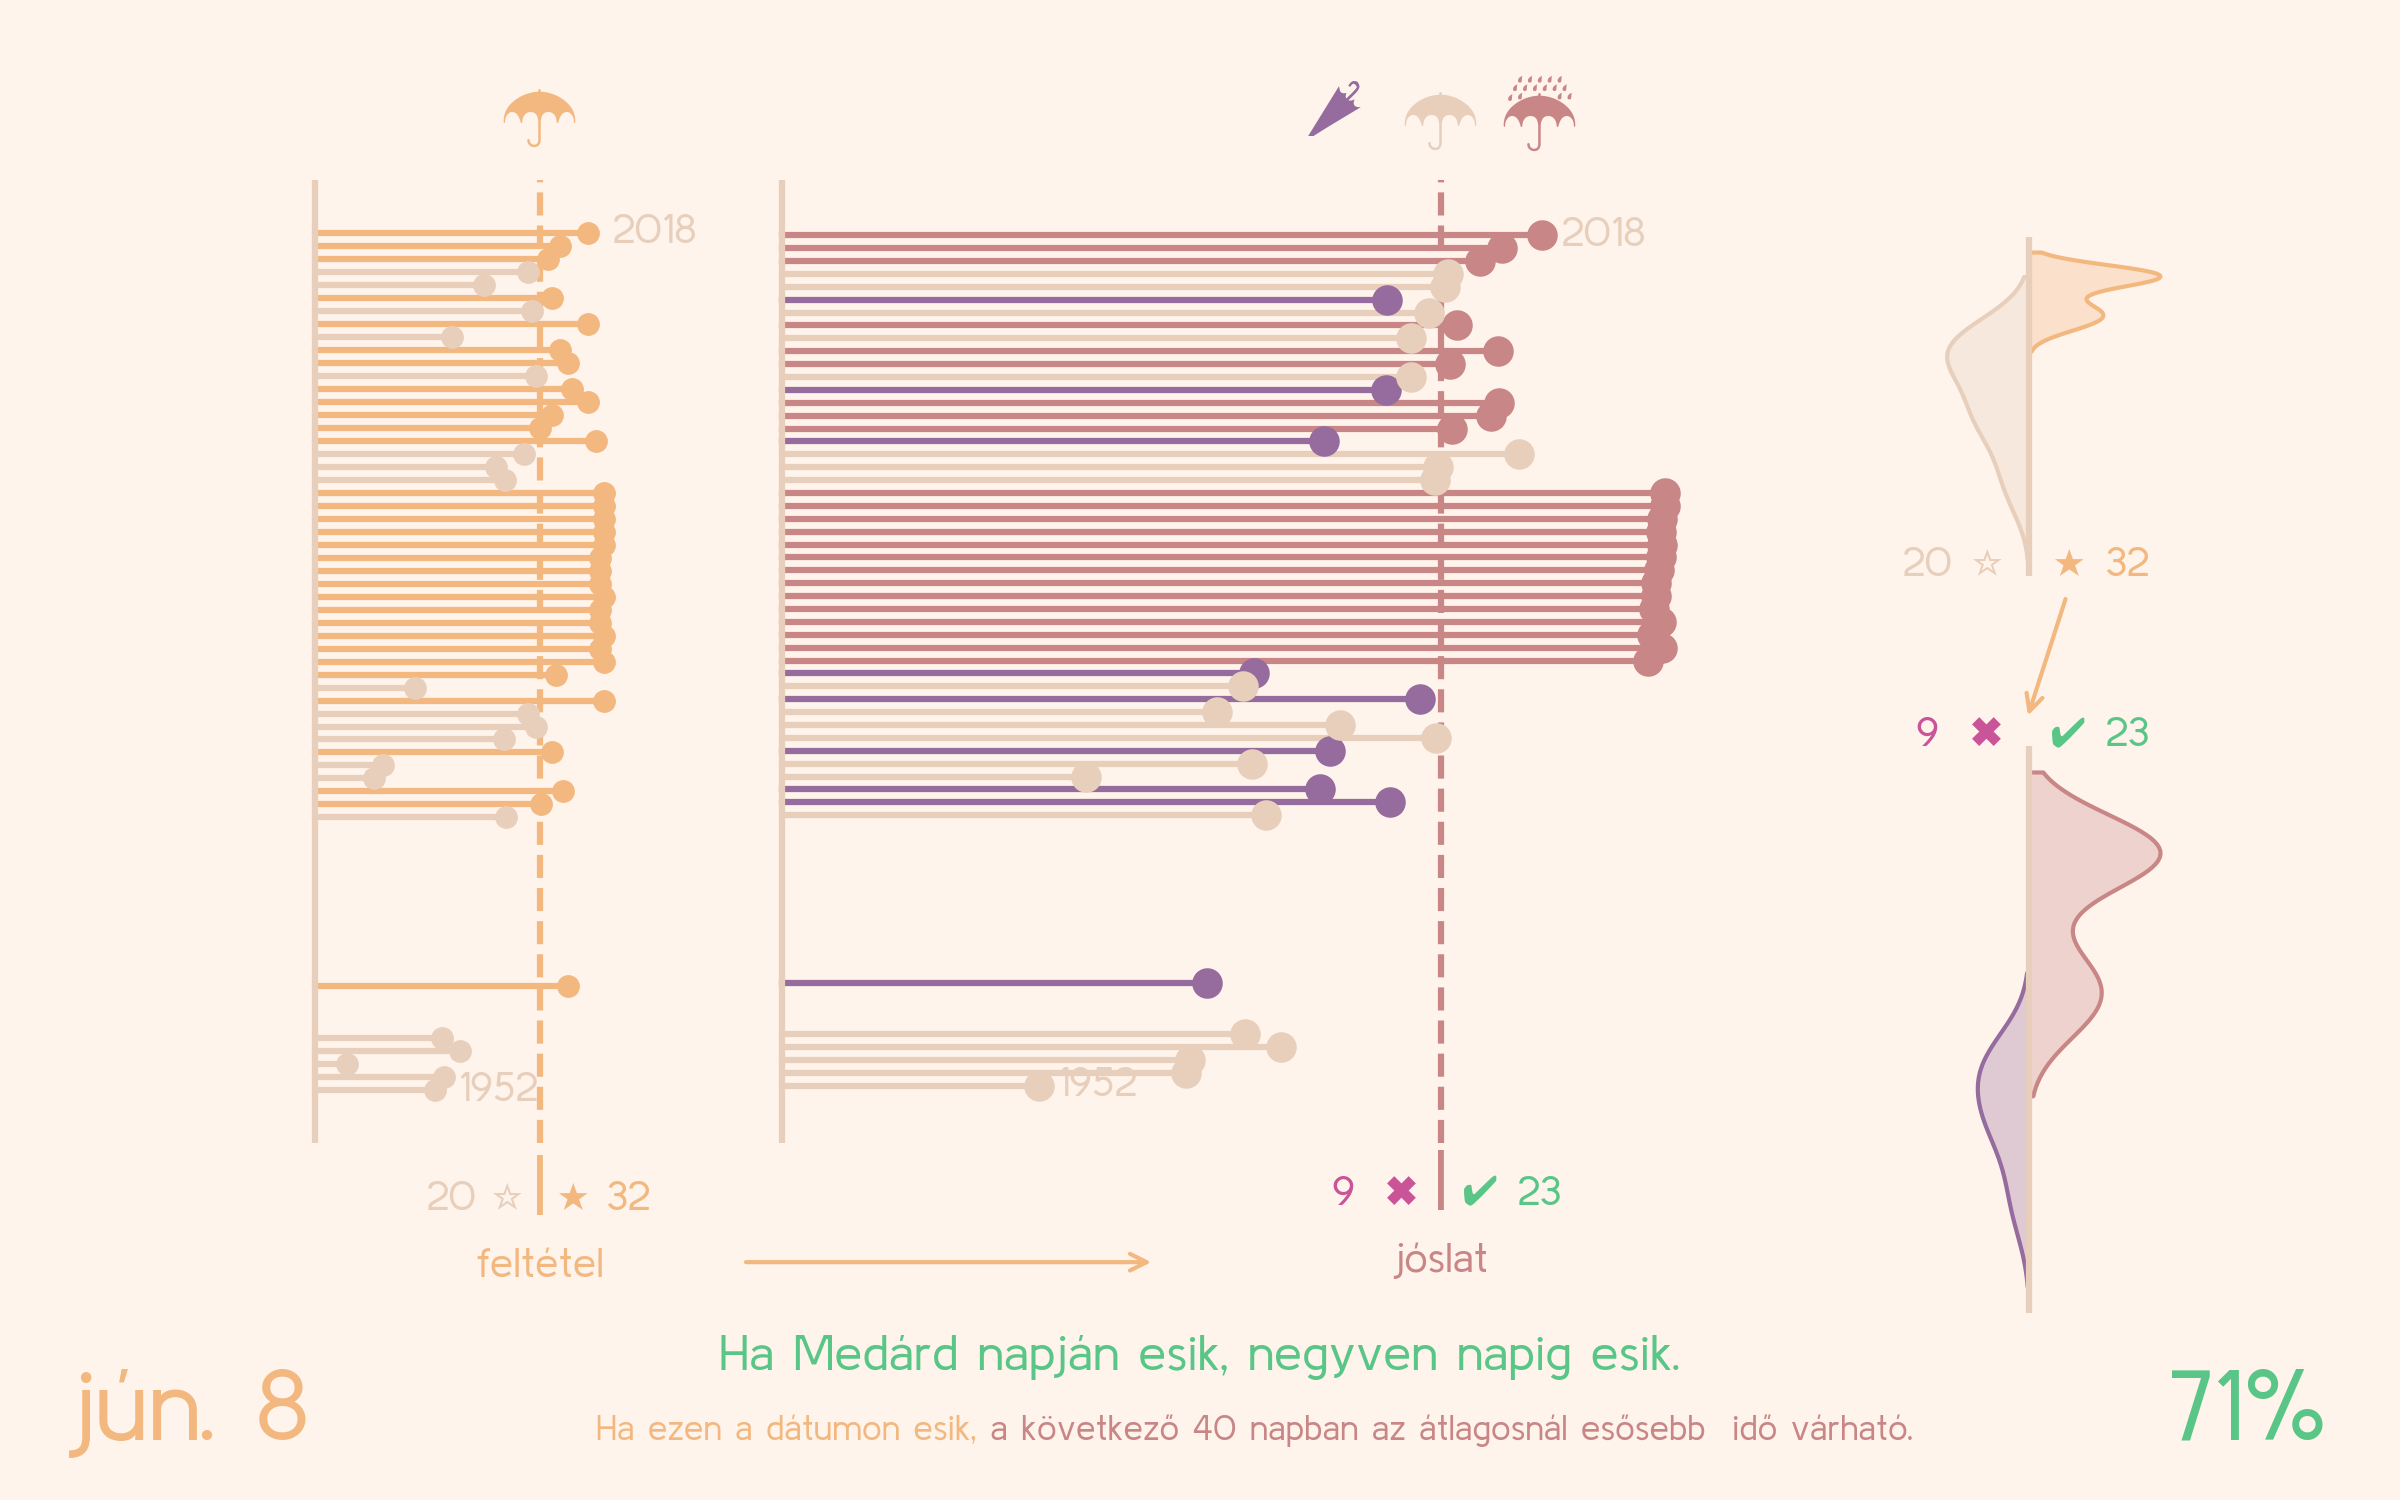 2018
2018
20 ☆ ★ 32
9 ✖ ✔ 23
1952
1952
20 ☆ ★ 32
9 ✖ ✔ 23
feltétel
jóslat
Ha Medárd napján esik, negyven napig esik.
jún. 8
71%
Ha ezen a dátumon esik, a következő 40 napban az átlagosnál esősebb idő várható.